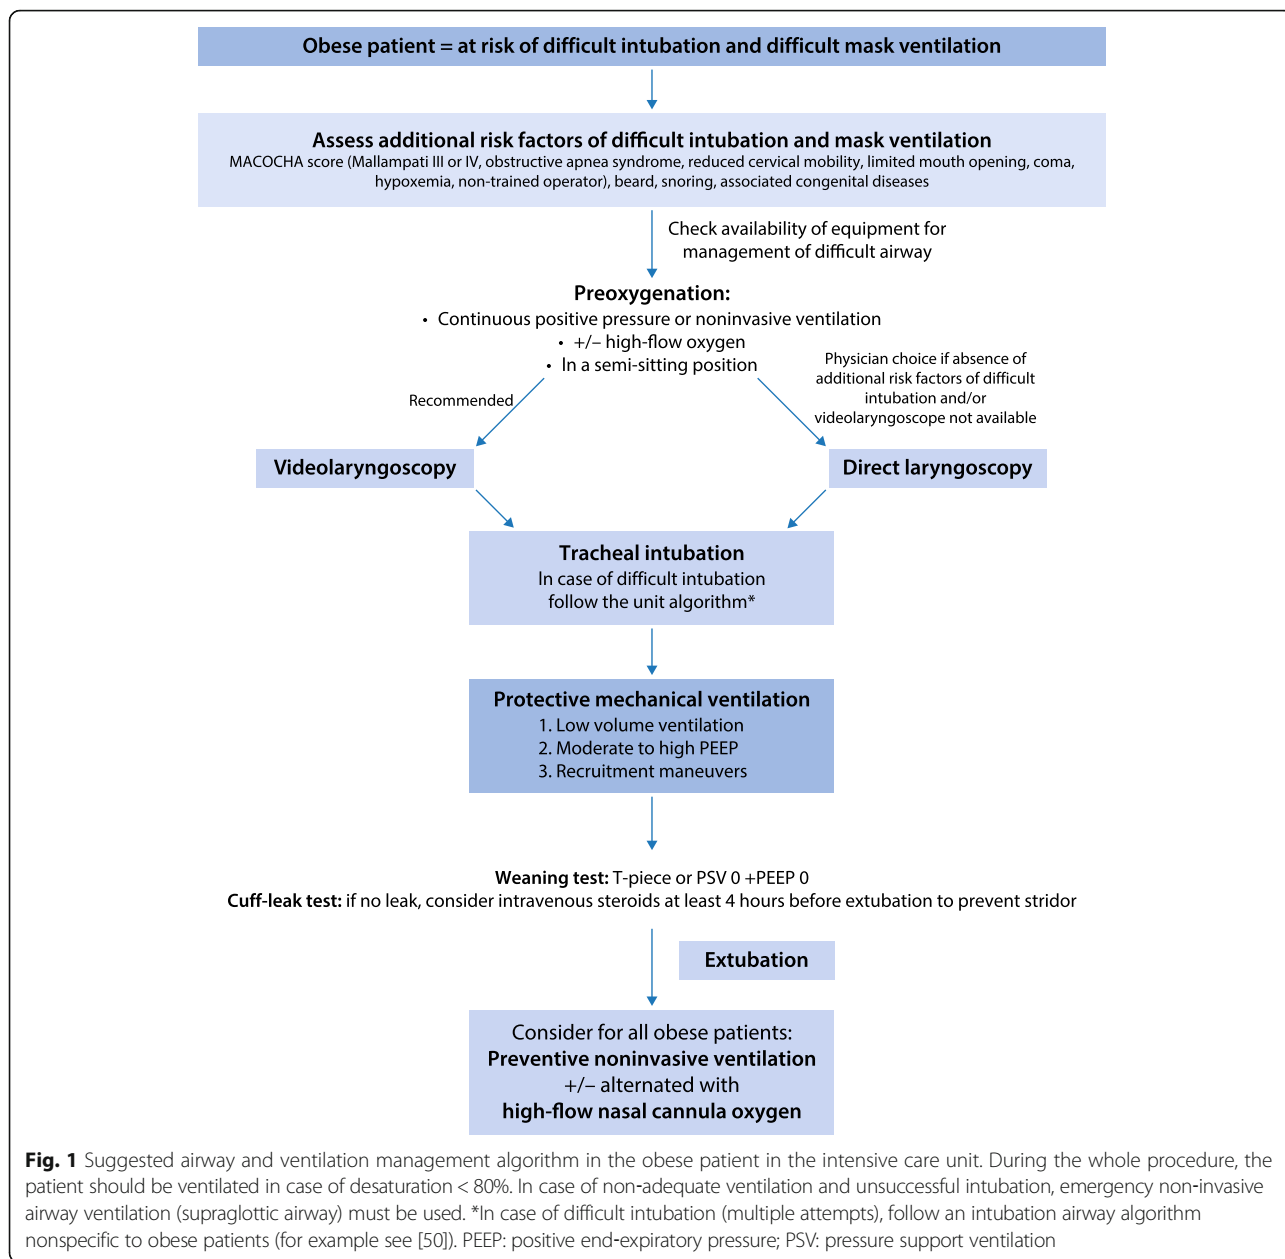 Obese patient = at risk of difficult intubation and difficult mask ventilation
Assess additional risk factors of difficult intubation and mask ventilation
MACOCHA score (Mallampati III or IV, obstructive apnea syndrome, reduced cervical mobility, limited mouth opening, coma,
hypoxemia, non-trained operator), beard, snoring, associated congenital diseases
Check availability of equipment for
management of difficult airway
Preoxygenation:
• Continuous positive pressure or noninvasive ventilation
• +/– high-flow oxygen
• In a semi-sitting position
Recommended
Physician choice if absence of
additional risk factors of difficult
intubation and/or
videolaryngoscope not available
Videolaryngoscopy
Direct laryngoscopy
Tracheal intubation
In case of difficult intubation
follow the unit algorithm*
Protective mechanical ventilation
1. Low volume ventilation
2. Moderate to high PEEP
3. Recruitment maneuvers
Weaning test: T-piece or PSV 0 +PEEP 0
Cuff-leak test: if no leak, consider intravenous steroids at least 4 hours before extubation to prevent stridor
Extubation
Consider for all obese patients:
Preventive noninvasive ventilation
+/– alternated with
high-flow nasal cannula oxygen
Fig. 1 Suggested airway and ventilation management algorithm in the obese patient in the intensive care unit. During the whole procedure, the
patient should be ventilated in case of desaturation < 80%. In case of non-adequate ventilation and unsuccessful intubation, emergency non-invasive
airway ventilation (supraglottic airway) must be used. *In case of difficult intubation (multiple attempts), follow an intubation airway algorithm
nonspecific to obese patients (for example see [50]). PEEP: positive end-expiratory pressure; PSV: pressure support ventilation